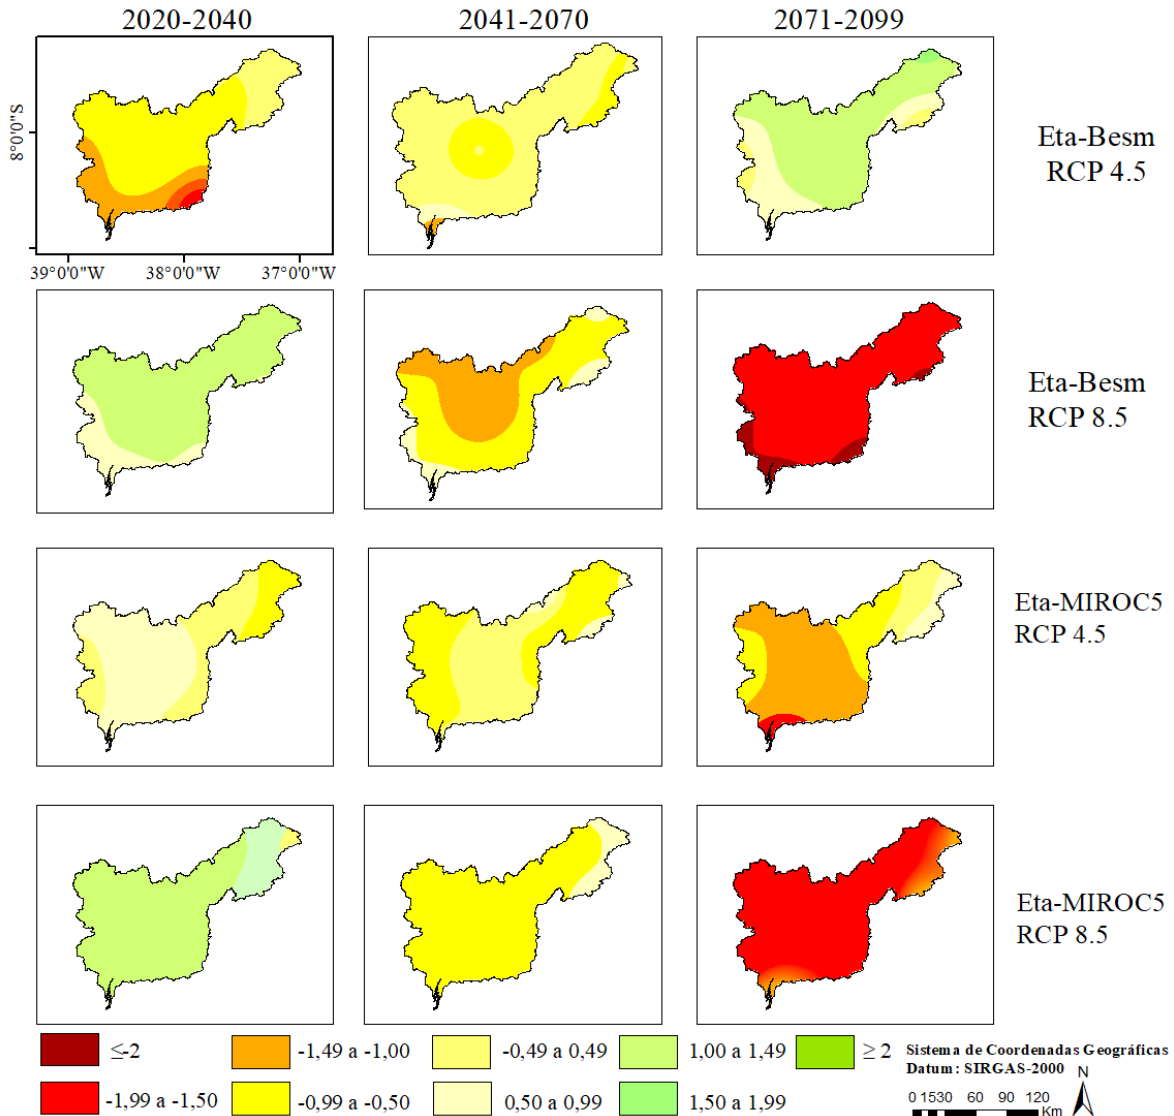 2020-2040
2041-2070
2071-2099
8°0'0"S
39°0'0"W
38°0'0"W
37°0'0"W
Eta-Besm
RCP 4.5
Eta-Besm
RCP 8.5
Eta-MIROC5
RCP 4.5
Eta-MIROC5
RCP 8.5
≤-2
-1,49 a -1,00
-0,49 a 0,49
1,00 a 1,49
≥ 2
-1,99 a -1,50
-0,99 a -0,50
0,50 a 0,99
1,50 a 1,99
Sistema de Coordenadas Geográficas
Datum: SIRGAS-2000
N
0 1530 60 90 120
Km